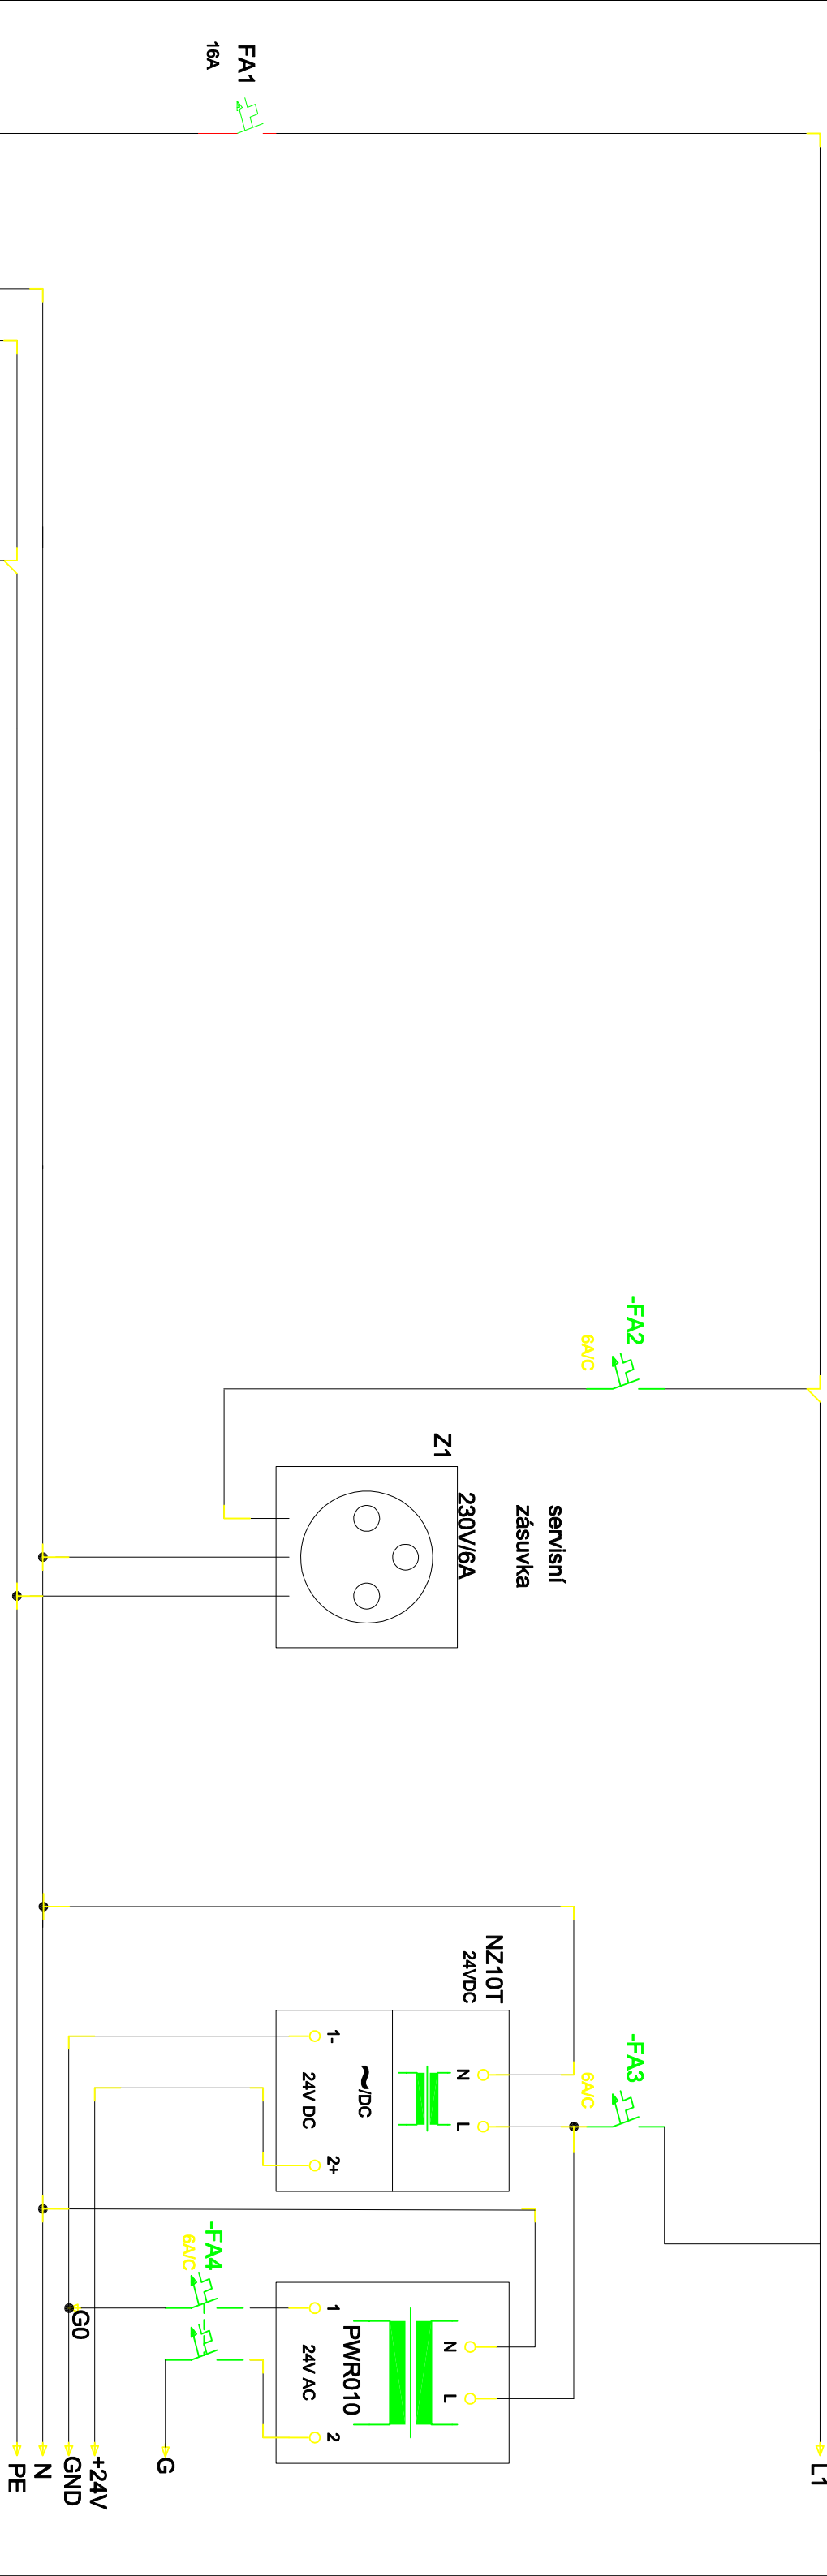 FA1
16A
L1
-FA2
6A/C
servisní
zásuvka
Z1
230V/6A
-FA3
6A/C
NZ10T
24VDC
N
L
~/DC
1-
24V DC
2+
N
L
PWR010
1
24V AC
2
-FA4
6A/C
G0
G
+24V
GND
N
PE